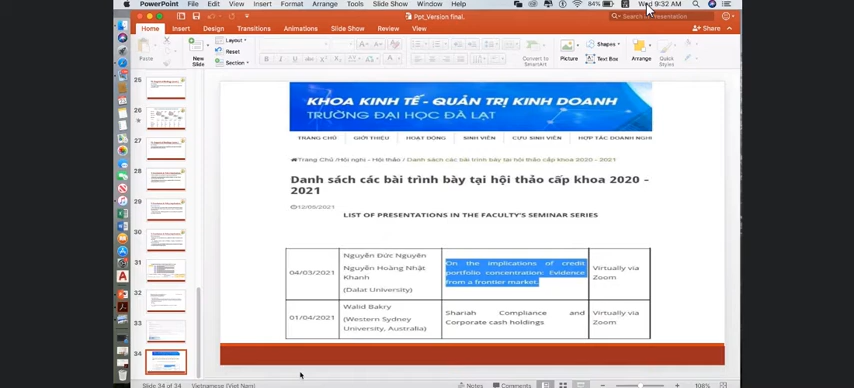 PowerPoint File Edit View Insert Format Arrange Tools Slide Show Window Help
84% Wed 9:32 AM
Ppt_Version final.
Search in Presentation
Home Insert Design Transitions Animations Slide Show Review View
Share
Paste
New Slide
Layout
Reset
Section
Convert to SmartArt
Picture
Shapes
Text Box
Arrange
Quick Styles
25
26
27
28
29
30
31
32
33
34
KHOA KINH TẾ - QUẢN TRỊ KINH DOANH
TRƯỜNG ĐẠI HỌC ĐÀ LẠT
TRANG CHỦ GIỚI THIỆU HOẠT ĐỘNG SINH VIÊN CỰU SINH VIÊN HỢP TÁC DOANH NGHI
Trang Chủ /Hội nghị - Hội thảo / Danh sách các bài trình bày tại hội thảo cấp khoa 2020 - 2021
Danh sách các bài trình bày tại hội thảo cấp khoa 2020 –
2021
12/05/2021
LIST OF PRESENTATIONS IN THE FACULTY'S SEMINAR SERIES
04/03/2021
Nguyễn Đức Nguyên
Nguyễn Hoàng Nhật
Khanh
(Dalat University)
On the implications of credit
portfolio concentration: Evidence
from a frontier market.
Virtually via
Zoom
01/04/2021
Walid Bakry
(Western Sydney
University, Australia)
Shariah Compliance and
Corporate cash holdings
Virtually via
Zoom
Slide 34 of 34 Vietnamese (Viet Nam)
Notes Comments 108%